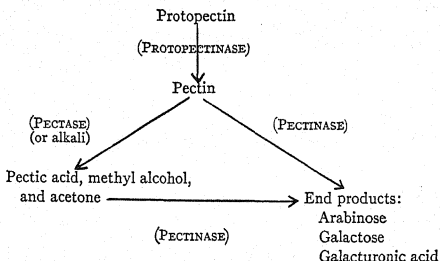 Protopectin
(PROTOPECTINASE)
Pectin
(PECTASE)
(or alkali)
(PECTINASE)
Pectic acid, methyl alcohol,
and acetone
End products:
Arabinose
Galactose
Galacturonic acid
(PECTINASE)